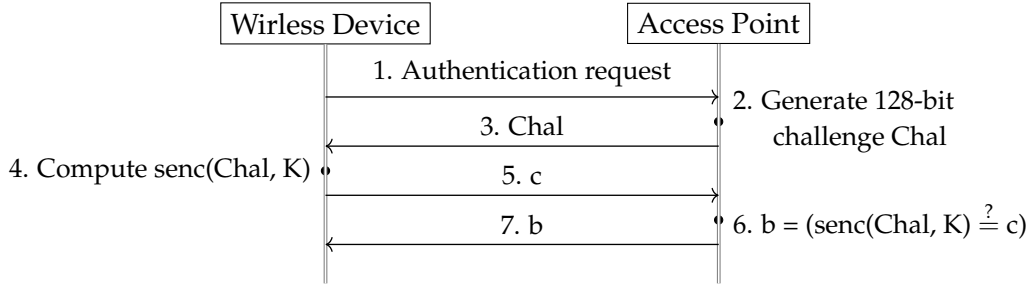 Wirless Device
Access Point
1. Authentication request
2. Generate 128-bit
challenge Chal
3. Chal
4. Compute senc(Chal, K)
5. c
6. b = (senc(Chal, K) ≟ c)
7. b